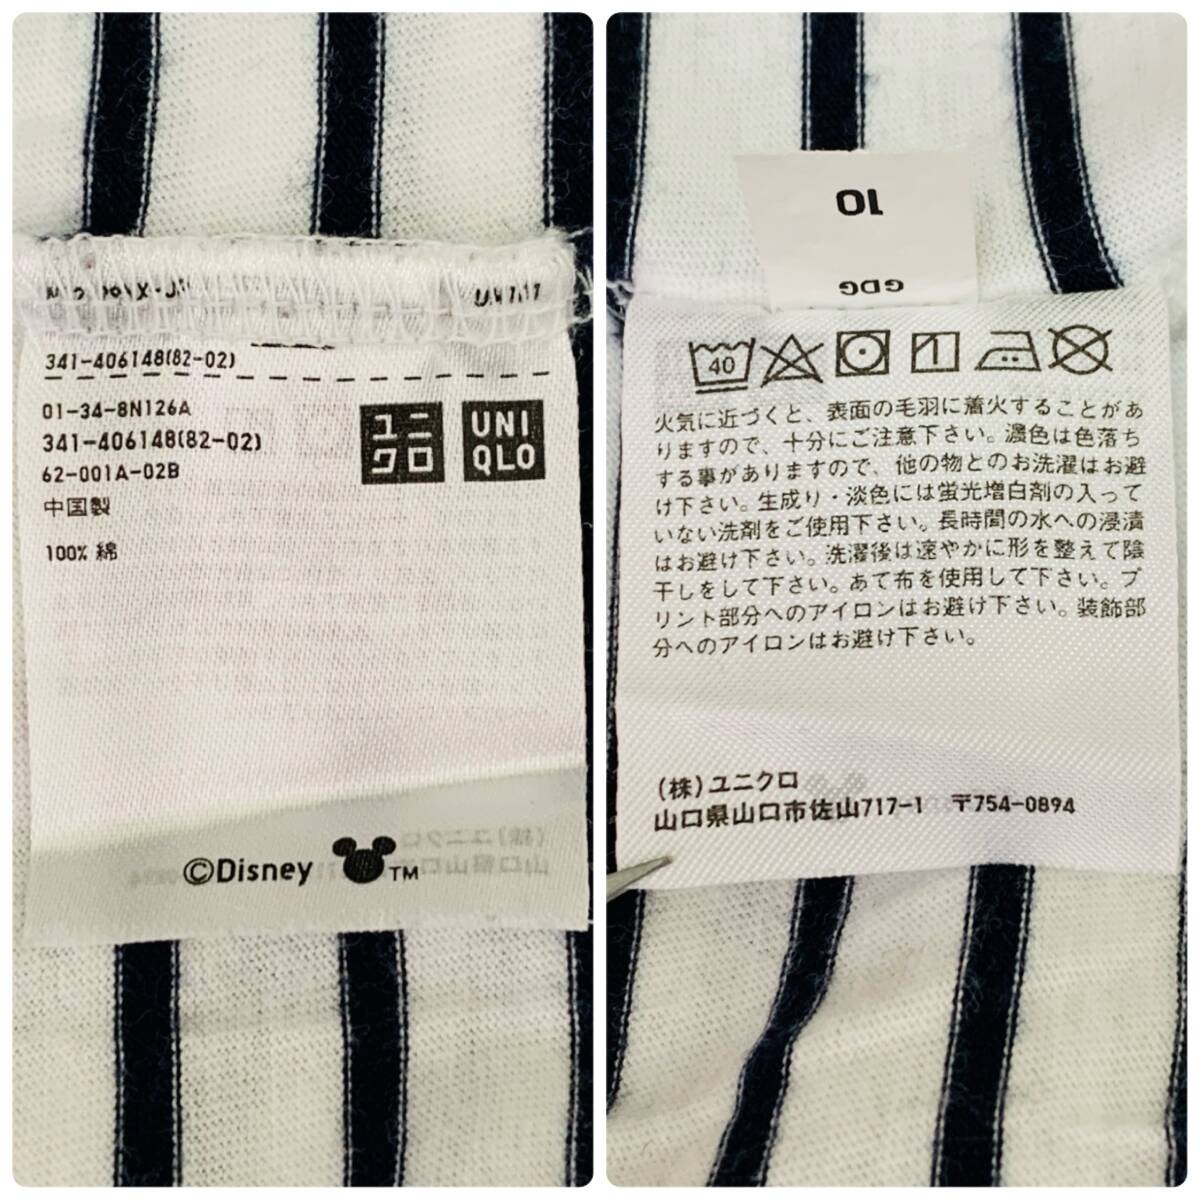 341-406148(82-02)
01-34-8N126A
341-406148(82-02)
62-001A-02B
中国製
100% 綿
ユニ
クロ
UNI
QLO
©Disney TM
10
GDG
40
1
火気に近づくと、表面の毛羽に着火することがあ
りますので、十分にご注意下さい。濃色は色落ち
する事がありますので、他の物とのお洗濯はお避
け下さい。生成り・淡色には蛍光増白剤の入って
いない洗剤をご使用下さい。長時間の水への浸漬
はお避け下さい。洗濯後は速やかに形を整えて陰
干しをして下さい。あて布を使用して下さい。プ
リント部分へのアイロンはお避け下さい。装飾部
分へのアイロンはお避け下さい。
(株)ユニクロ
山口県山口市佐山717-1 〒754-0894